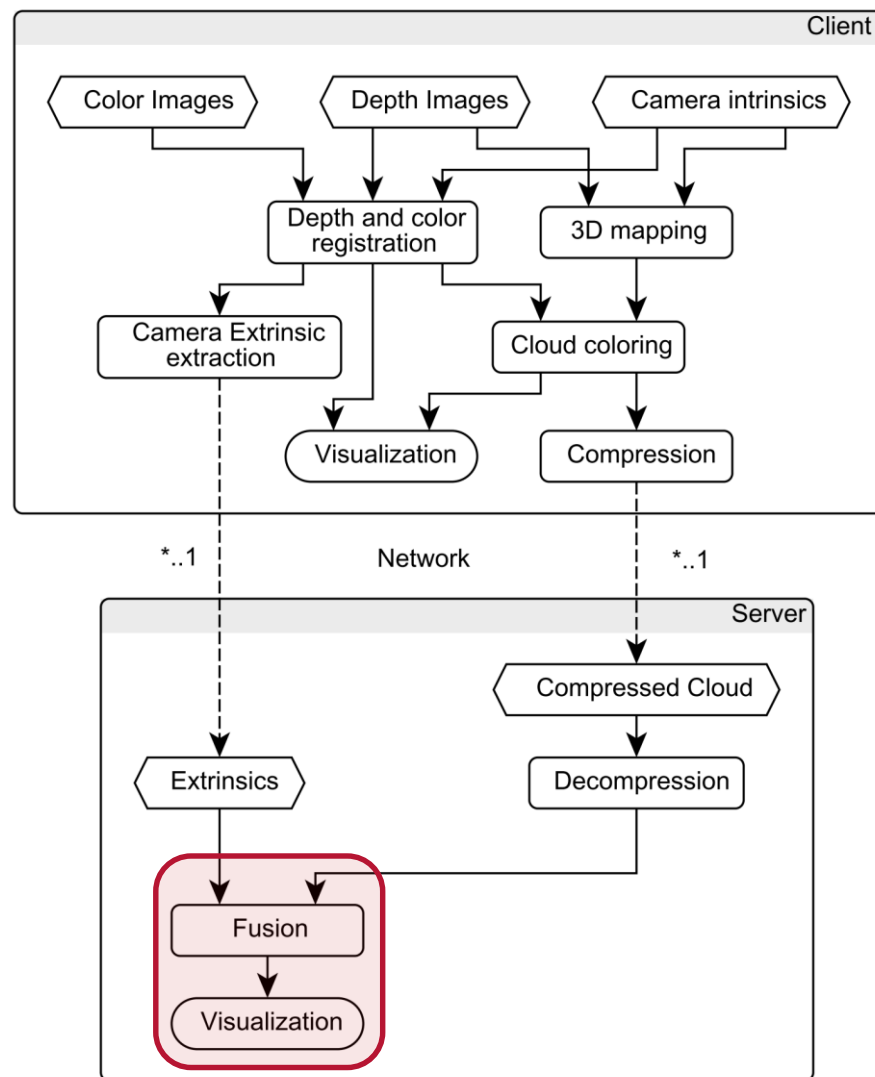 Client
Color Images
Depth Images
Camera intrinsics
Depth and color
registration
3D mapping
Camera Extrinsic
extraction
Cloud coloring
Visualization
Compression
*..1
Network
*..1
Server
Compressed Cloud
Extrinsics
Decompression
Fusion
Visualization